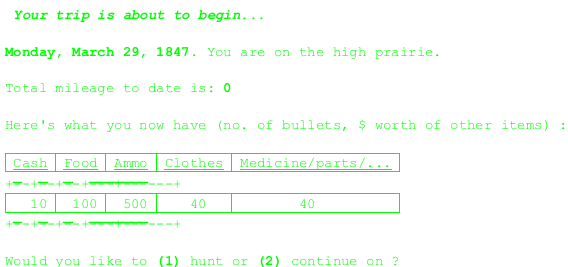 Your trip is about to begin...
Monday, March 29, 1847. You are on the high prairie.
Total mileage to date is: 0
Here's what you now have (no. of bullets, $ worth of other items) :
Cash Food Ammo Clothes Medicine/parts/...
+=-+=-+=-+----+-------+
10 100 500 40 40
+=-+=-+=-+----+-------+
Would you like to (1) hunt or (2) continue on ?